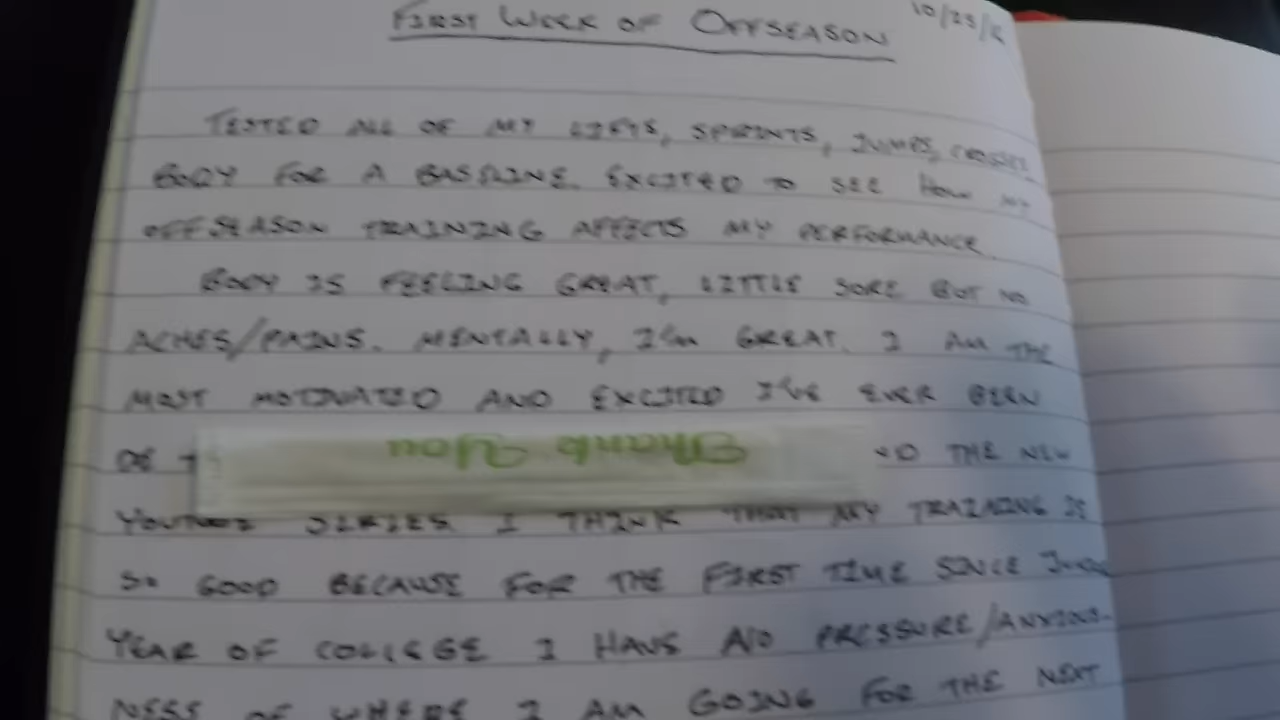 FIRST WEEK OF OFFSEASON
TESTED ALL OF MY LIFTS, SPRINTS, JUMPS,
BODY FOR A BASELINE. EXCITED TO SEE HOW MY
OFFSEASON TRAINING AFFECTS MY PERFORMANCE.
BODY IS FEELING GREAT, LITTLE SORE BUT NO
ACHES/PAINS. MENTALLY, I'M GREAT. I AM THE
MOST MOTIVATED AND EXCITED I'VE EVER BEEN
THE NEW
Thank You
YOUTUBE SERIES. I THINK THAT MY TRAINING IS
SO GOOD BECAUSE FOR THE FIRST TIME SINCE
YEAR OF COLLEGE I HAVE NO PRESSURE/ANXIOUS-
NESS OF WHERE I AM GOING FOR THE NEXT